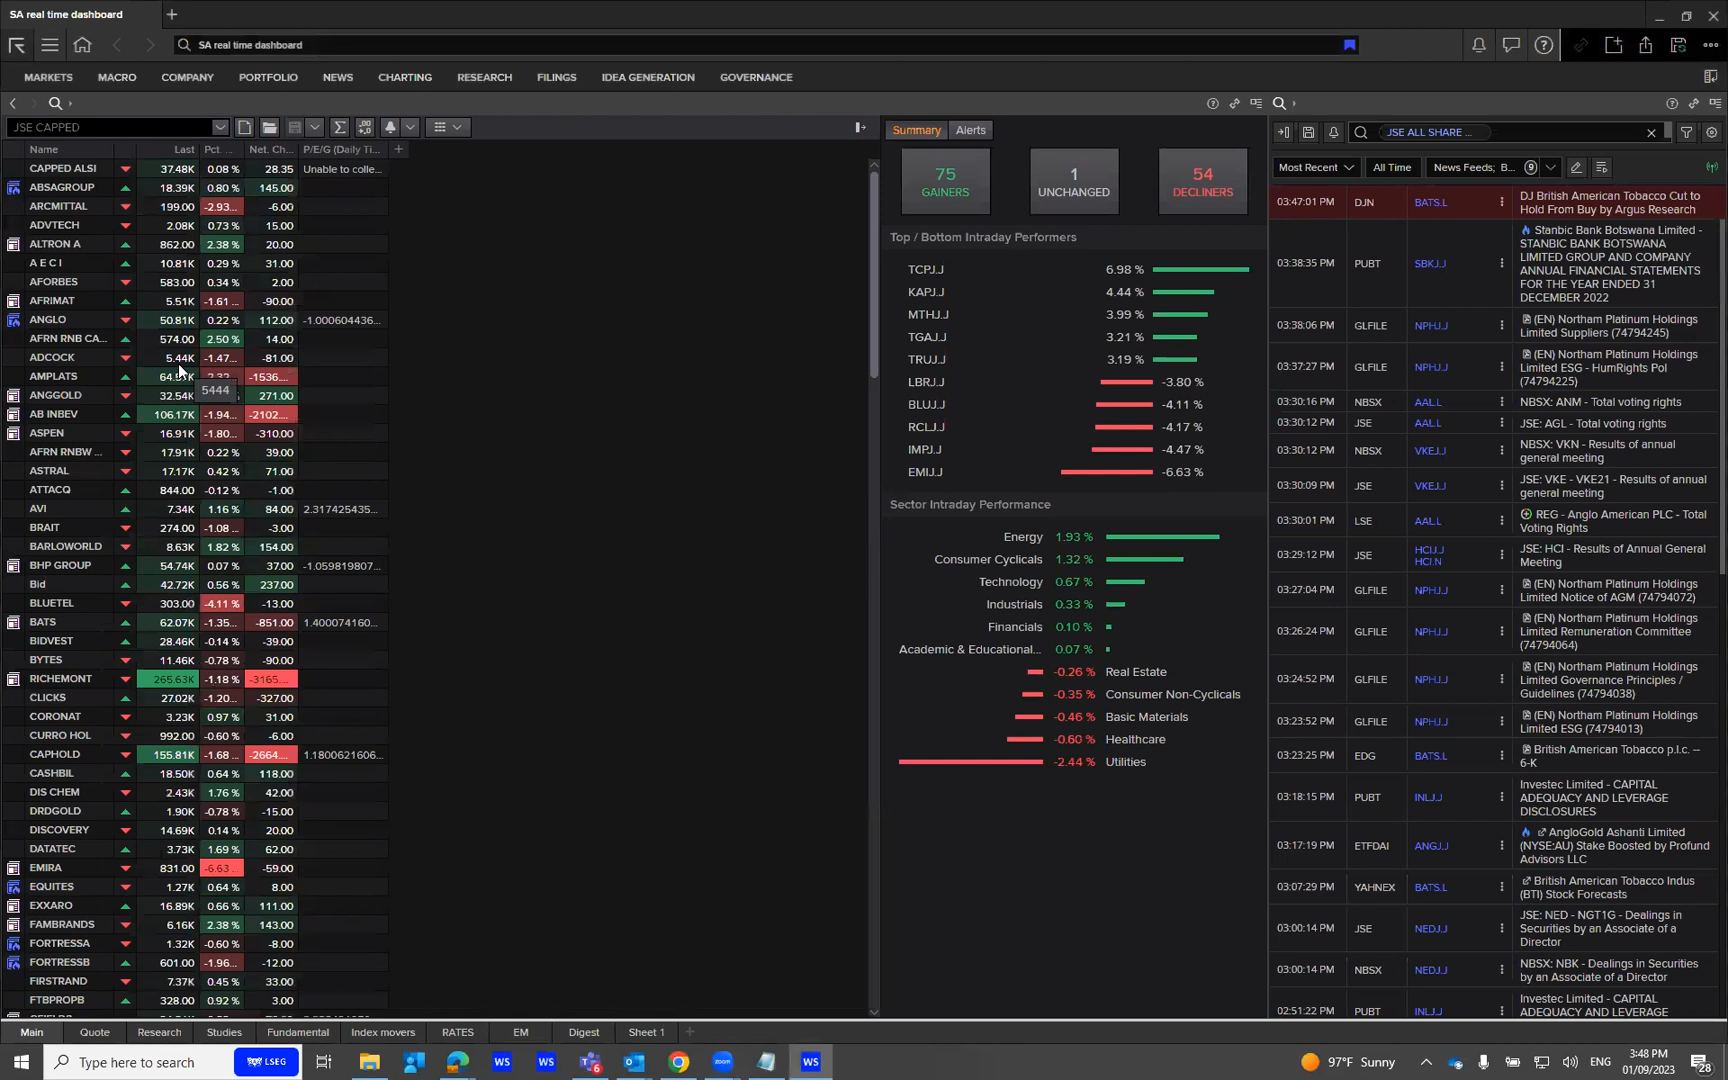 SA real time dashboard
SA real time dashboard
MARKETS MACRO COMPANY PORTFOLIO NEWS CHARTING RESEARCH FILINGS IDEA GENERATION GOVERNANCE
JSE CAPPED
Name Last Pct. ... Net. Ch... P/E/G (Daily Ti...
CAPPED ALSI 37.48K 0.08 % 28.35 Unable to colle...
ABSAGROUP 18.39K 0.80 % 145.00
ARCMITTAL 199.00 -2.93... -6.00
ADVTECH 2.08K 0.73 % 15.00
ALTRON A 862.00 2.38 % 20.00
A E C I 10.81K 0.29 % 31.00
AFORBES 583.00 0.34 % 2.00
AFRIMAT 5.51K -1.61 ... -90.00
ANGLO 50.81K 0.22 % 112.00 -1.000604436...
AFRN RNB CA... 574.00 2.50 % 14.00
ADCOCK 5.44K -1.47... -81.00
AMPLATS -1536....
5444
ANGGOLD 32.54K 271.00
AB INBEV 106.17K -1.94... -2102....
ASPEN 16.91K -1.80... -310.00
AFRN RNBW ... 17.91K 0.22 % 39.00
ASTRAL 17.17K 0.42 % 71.00
ATTACQ 844.00 -0.12 % -1.00
AVI 7.34K 1.16 % 84.00 2.317425435...
BRAIT 274.00 -1.08 ... -3.00
BARLOWORLD 8.63K 1.82 % 154.00
BHP GROUP 54.74K 0.07 % 37.00 -1.059819807...
Bid 42.72K 0.56 % 237.00
BLUETEL 303.00 -4.11 % -13.00
BATS 62.07K -1.35... -851.00 1.400074160...
BIDVEST 28.46K -0.14 % -39.00
BYTES 11.46K -0.78 % -90.00
RICHEMONT 265.63K -1.18 % -3165....
CLICKS 27.02K -1.20... -327.00
CORONAT 3.23K 0.97 % 31.00
CURRO HOL 992.00 -0.60 % -6.00
CAPHOLD 155.81K -1.68 ... -2664.... 1.1800621606...
CASHBIL 18.50K 0.64 % 118.00
DIS CHEM 2.43K 1.76 % 42.00
DRDGOLD 1.90K -0.78 % -15.00
DISCOVERY 14.69K 0.14 % 20.00
DATATEC 3.73K 1.69 % 62.00
EMIRA 831.00 -6.63 ... -59.00
EQUITES 1.27K 0.64 % 8.00
EXXARO 16.89K 0.66 % 111.00
FAMBRANDS 6.16K 2.38 % 143.00
FORTRESSA 1.32K -0.60 % -8.00
FORTRESSB 601.00 -1.96... -12.00
FIRSTRAND 7.37K 0.45 % 33.00
FTBPROPB 328.00 0.92 % 3.00
Summary Alerts
75 GAINERS
1 UNCHANGED
54 DECLINERS
Top / Bottom Intraday Performers
TCPJ.J 6.98 %
KAPJ.J 4.44 %
MTHJ.J 3.99 %
TGAJ.J 3.21 %
TRUJ.J 3.19 %
LBRJ.J -3.80 %
BLUJ.J -4.11 %
RCLJ.J -4.17 %
IMPJ.J -4.47 %
EMIJ.J -6.63 %
Sector Intraday Performance
Energy 1.93 %
Consumer Cyclicals 1.32 %
Technology 0.67 %
Industrials 0.33 %
Financials 0.10 %
Academic & Educational... 0.07 %
-0.26 % Real Estate
-0.35 % Consumer Non-Cyclicals
-0.46 % Basic Materials
-0.60 % Healthcare
-2.44 % Utilities
JSE ALL SHARE ...
Most Recent All Time News Feeds; B... 9
03:47:01 PM DJN BATS.L DJ British American Tobacco Cut to
Hold From Buy by Argus Research
03:38:35 PM PUBT SBKJ.J Stanbic Bank Botswana Limited -
STANBIC BANK BOTSWANA
LIMITED GROUP AND COMPANY
ANNUAL FINANCIAL STATEMENTS
FOR THE YEAR ENDED 31
DECEMBER 2022
03:38:06 PM GLFILE NPHJ.J (EN) Northam Platinum Holdings
Limited Suppliers (74794245)
03:37:27 PM GLFILE NPHJ.J (EN) Northam Platinum Holdings
Limited ESG - HumRights Pol
(74794225)
03:30:16 PM NBSX AAL.L NBSX: ANM - Total voting rights
03:30:12 PM JSE AAL.L JSE: AGL - Total voting rights
03:30:12 PM NBSX VKEJ.J NBSX: VKN - Results of annual
general meeting
03:30:09 PM JSE VKEJ.J JSE: VKE - VKE21 - Results of annual
general meeting
03:30:01 PM LSE AAL.L REG - Anglo American PLC - Total
Voting Rights
03:29:12 PM JSE HCIJ.J HCI.N JSE: HCI - Results of Annual General
Meeting
03:27:04 PM GLFILE NPHJ.J (EN) Northam Platinum Holdings
Limited Notice of AGM (74794072)
03:26:24 PM GLFILE NPHJ.J (EN) Northam Platinum Holdings
Limited Remuneration Committee
(74794064)
03:24:52 PM GLFILE NPHJ.J (EN) Northam Platinum Holdings
Limited Governance Principles /
Guidelines (74794038)
03:23:52 PM GLFILE NPHJ.J (EN) Northam Platinum Holdings
Limited ESG (74794013)
03:23:25 PM EDG BATS.L British American Tobacco p.l.c. --
6-K
03:18:15 PM PUBT INLJ.J Investec Limited - CAPITAL
ADEQUACY AND LEVERAGE
DISCLOSURES
03:17:19 PM ETFDAI ANGJ.J AngloGold Ashanti Limited
(NYSE:AU) Stake Boosted by Profund
Advisors LLC
03:07:29 PM YAHNEX BATS.L British American Tobacco Indus
(BTI) Stock Forecasts
03:00:14 PM JSE NEDJ.J JSE: NED - NGT1G - Dealings in
Securities by an Associate of a
Director
03:00:14 PM NBSX NEDJ.J NBSX: NBK - Dealings in Securities
by an Associate of a Director
02:51:22 PM PUBT INLJ.J Investec Limited - CAPITAL
ADEQUACY AND LEVERAGE
Main Quote Research Studies Fundamental Index movers RATES EM Digest Sheet 1
Type here to search LSEG
WS WS 6 WS
97°F Sunny ENG 3:48 PM
01/09/2023 28